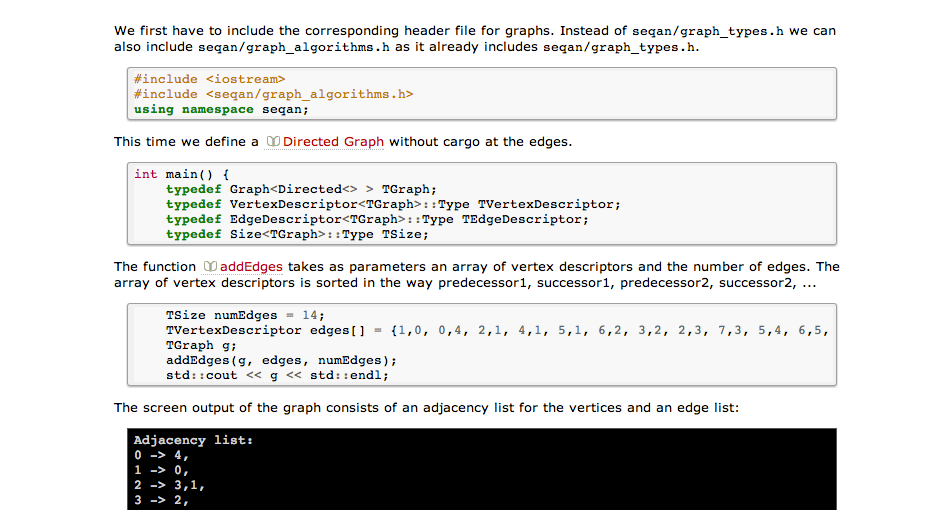 We first have to include the corresponding header file for graphs. Instead of seqan/graph_types.h we can
also include seqan/graph_algorithms.h as it already includes seqan/graph_types.h.
#include <iostream>
#include <seqan/graph_algorithms.h>
using namespace seqan;
This time we define a Directed Graph without cargo at the edges.
int main() {
    typedef Graph<Directed<> > TGraph;
    typedef VertexDescriptor<TGraph>::Type TVertexDescriptor;
    typedef EdgeDescriptor<TGraph>::Type TEdgeDescriptor;
    typedef Size<TGraph>::Type TSize;
The function addEdges takes as parameters an array of vertex descriptors and the number of edges. The
array of vertex descriptors is sorted in the way predecessor1, successor1, predecessor2, successor2, ...
    TSize numEdges = 14;
    TVertexDescriptor edges[] = {1,0, 0,4, 2,1, 4,1, 5,1, 6,2, 3,2, 2,3, 7,3, 5,4, 6,5,
    TGraph g;
    addEdges(g, edges, numEdges);
    std::cout << g << std::endl;
The screen output of the graph consists of an adjacency list for the vertices and an edge list:
Adjacency list:
0 -> 4,
1 -> 0,
2 -> 3,1,
3 -> 2,